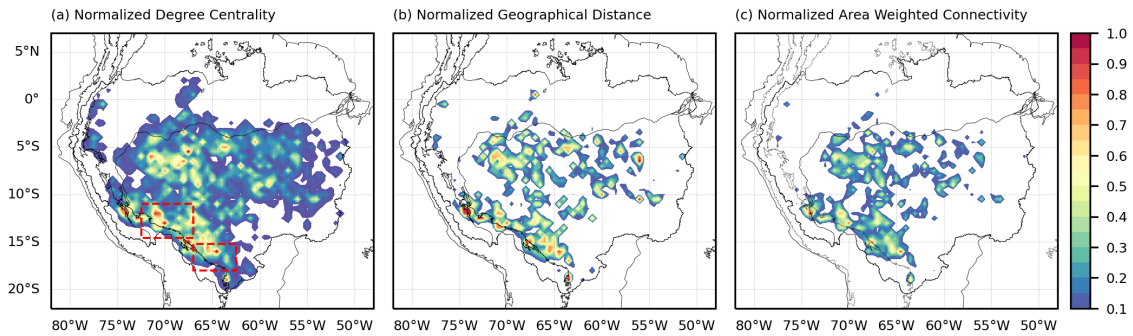 (a) Normalized Degree Centrality
(b) Normalized Geographical Distance
(c) Normalized Area Weighted Connectivity
5°N
0°
5°S
10°S
15°S
20°S
80°W 75°W 70°W 65°W 60°W 55°W 50°W
80°W 75°W 70°W 65°W 60°W 55°W 50°W
80°W 75°W 70°W 65°W 60°W 55°W 50°W
1.0
0.9
0.8
0.7
0.6
0.5
0.4
0.3
0.2
0.1